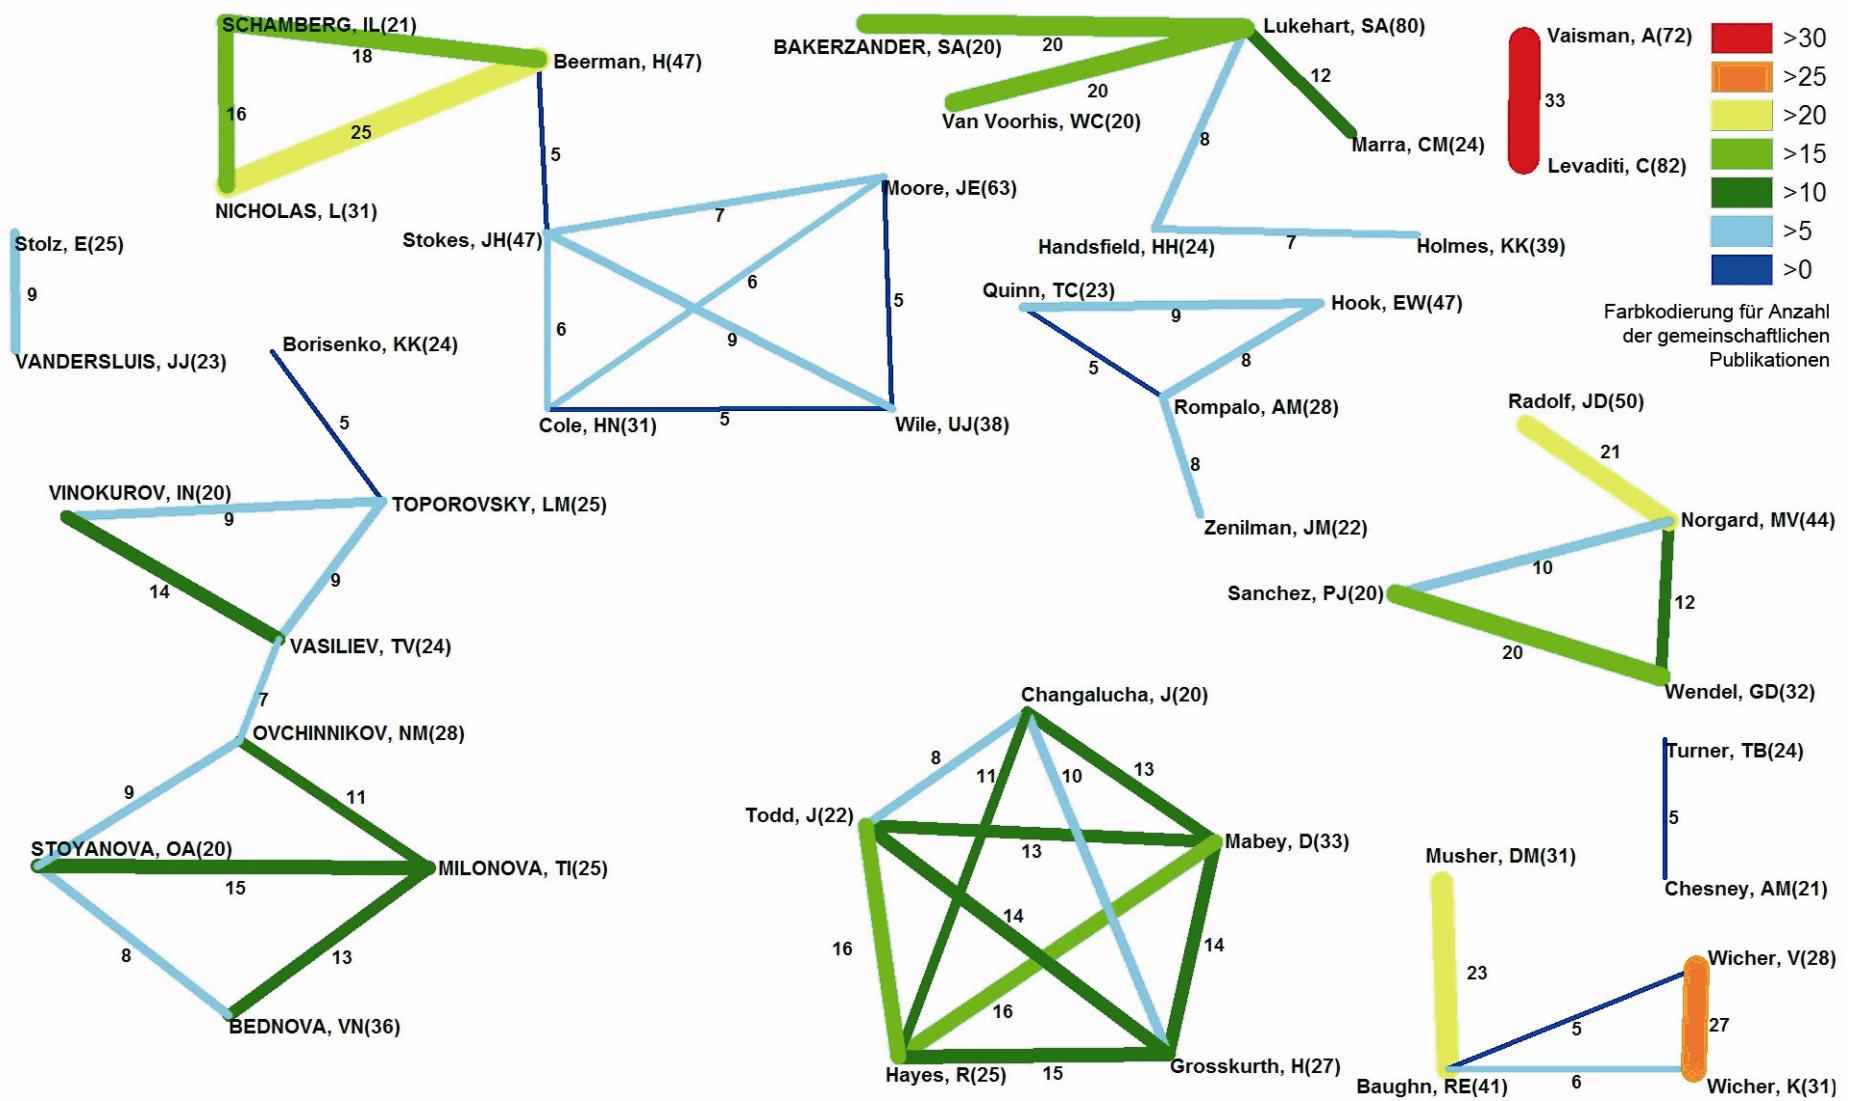 SCHAMBERG, IL(21)
18
Beerman, H(47)
16
25
NICHOLAS, L(31)
5
BAKERZANDER, SA(20)
20
Lukehart, SA(80)
20
Van Voorhis, WC(20)
12
Marra, CM(24)
8
Handsfield, HH(24)
7
Holmes, KK(39)
Vaisman, A(72)
33
Levaditi, C(82)
>30
>25
>20
>15
>10
>5
>0
Farbkodierung für Anzahl
der gemeinschaftlichen
Publikationen
Stolz, E(25)
9
VANDERSLUIS, JJ(23)
Stokes, JH(47)
7
Moore, JE(63)
6
6
9
5
Cole, HN(31)
5
Wile, UJ(38)
Quinn, TC(23)
9
Hook, EW(47)
5
8
Rompalo, AM(28)
8
Zenilman, JM(22)
Borisenko, KK(24)
5
VINOKUROV, IN(20)
9
TOPOROVSKY, LM(25)
14
9
VASILIEV, TV(24)
7
OVCHINNIKOV, NM(28)
9
11
STOYANOVA, OA(20)
15
MILONOVA, TI(25)
8
13
BEDNOVA, VN(36)
Radolf, JD(50)
21
Norgard, MV(44)
10
Sanchez, PJ(20)
12
20
Wendel, GD(32)
Changalucha, J(20)
8
11
10
13
Todd, J(22)
13
Mabey, D(33)
14
16
14
16
Hayes, R(25)
15
Grosskurth, H(27)
Turner, TB(24)
5
Chesney, AM(21)
Musher, DM(31)
23
Wicher, V(28)
5
27
Baughn, RE(41)
6
Wicher, K(31)